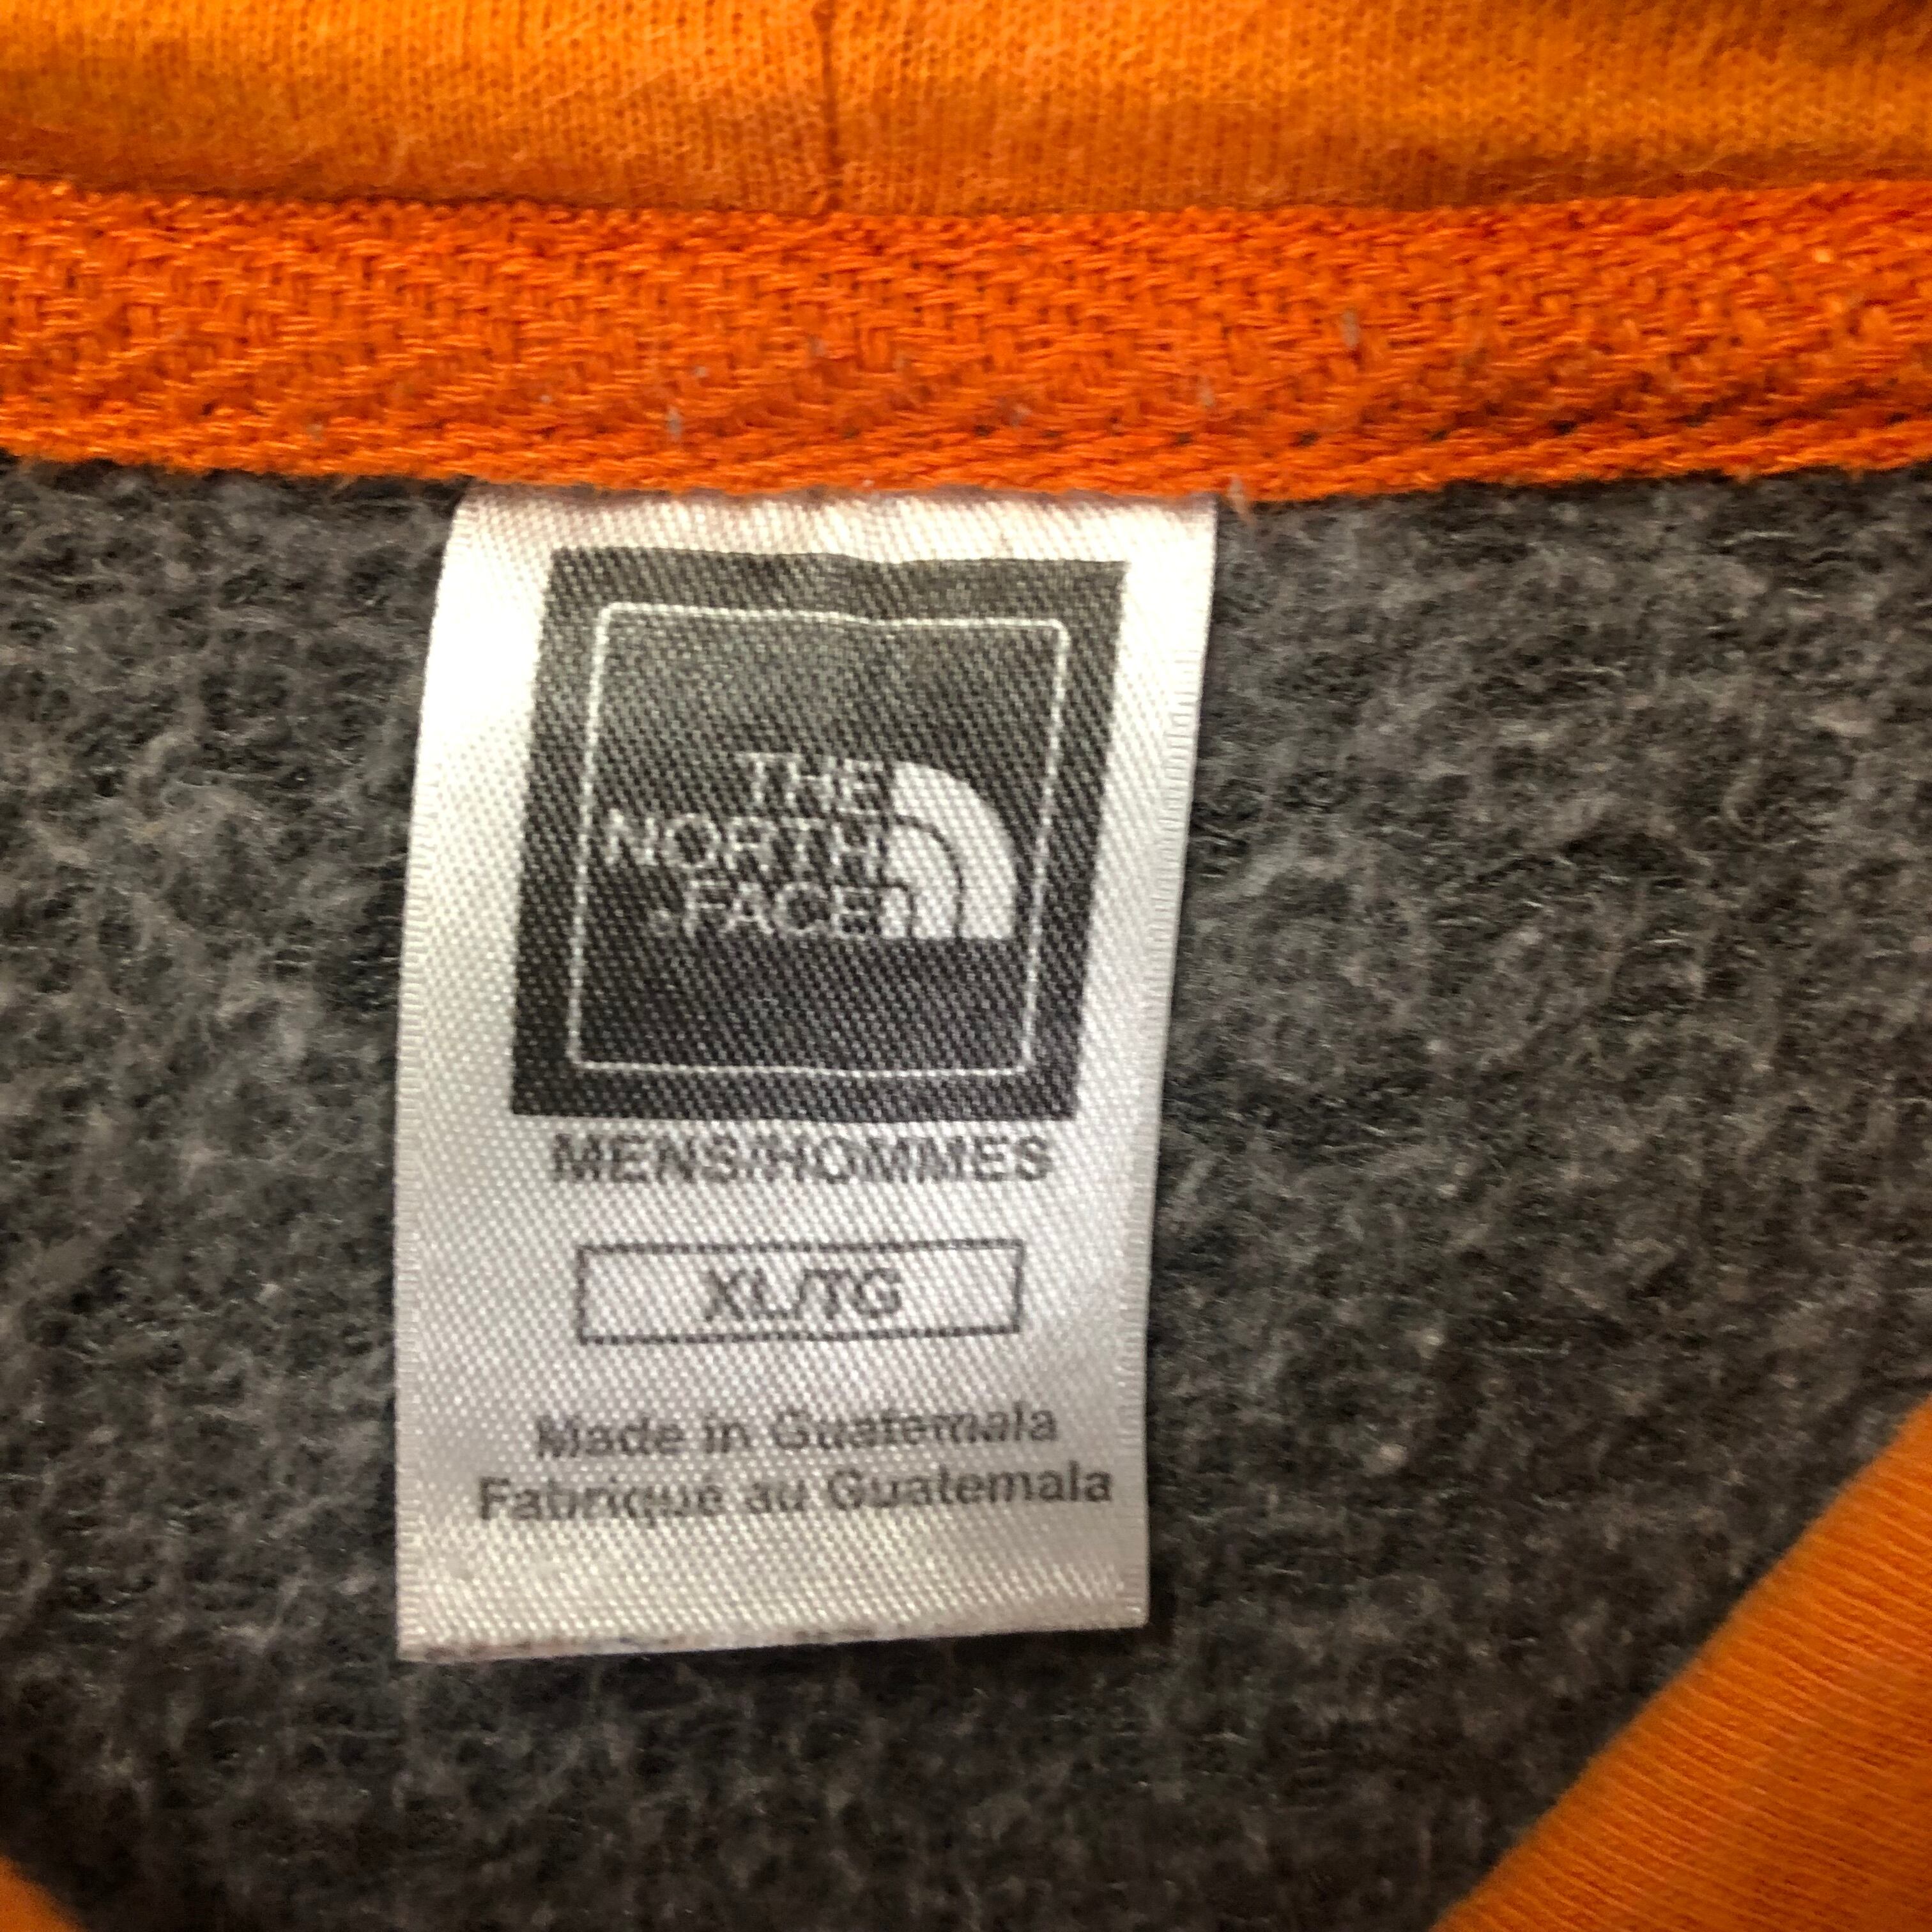 THE
NORTH
FACE
MENS/HOMMES
XL/TG
Made in Guatemala
Fabriqué au Guatemala